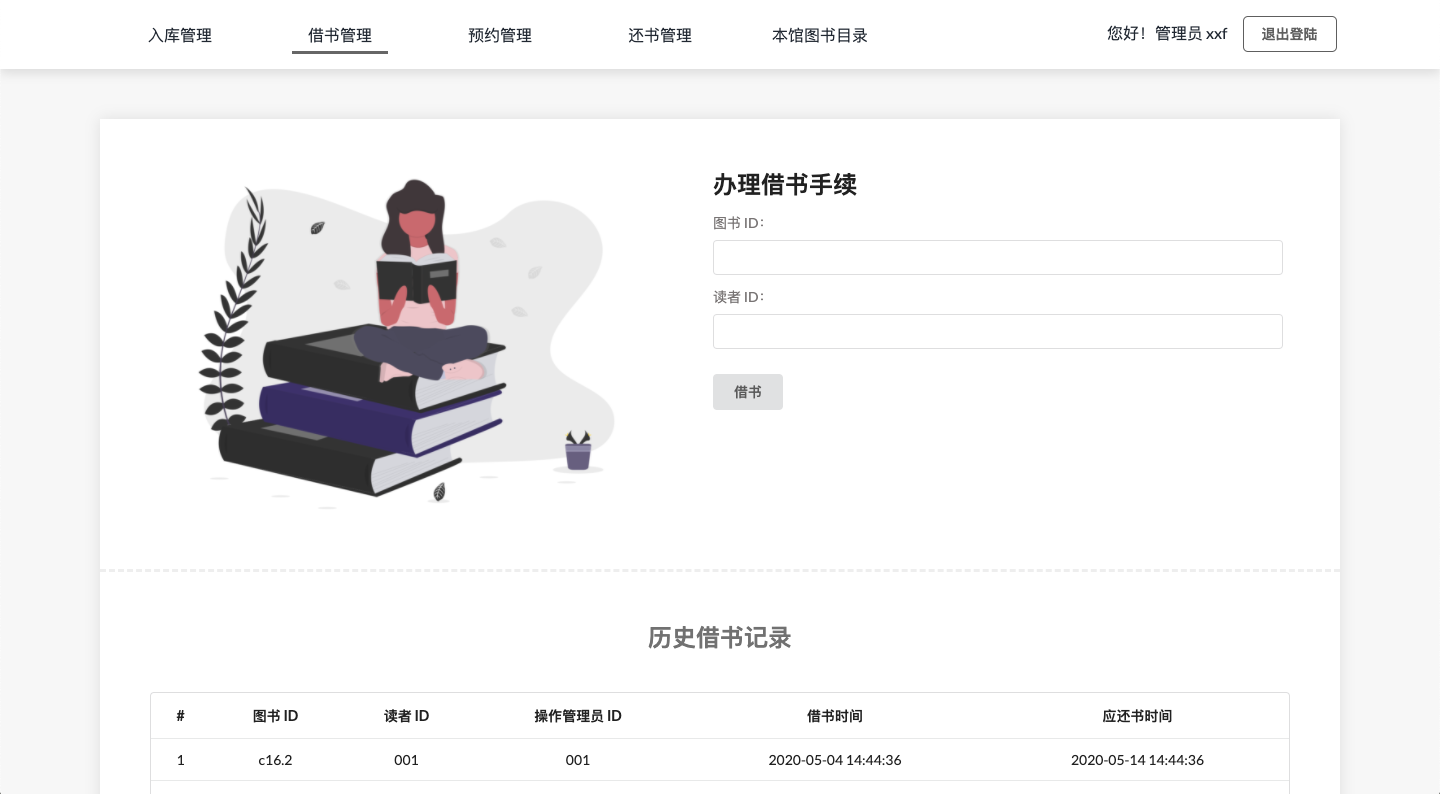 入库管理 借书管理 预约管理 还书管理 本馆图书目录 您好！管理员 xxf 退出登陆
办理借书手续
图书 ID：
读者 ID：
借书
历史借书记录
# 图书 ID 读者 ID 操作管理员 ID 借书时间 应还书时间
1 c16.2 001 001 2020-05-04 14:44:36 2020-05-14 14:44:36